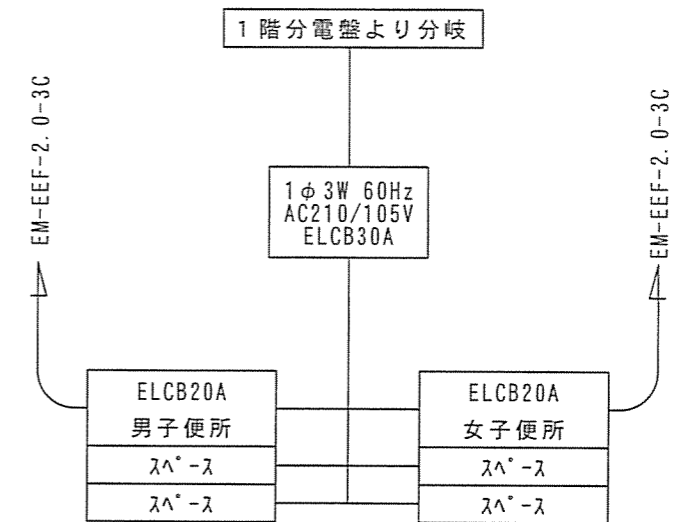 1階分電盤より分岐
EM-EEF-2.0-3C
EM-EEF-2.0-3C
1φ3W 60Hz
AC210/105V
ELCB30A
ELCB20A
男子便所
ｽﾍﾟｰｽ
ｽﾍﾟｰｽ
ELCB20A
女子便所
ｽﾍﾟｰｽ
ｽﾍﾟｰｽ